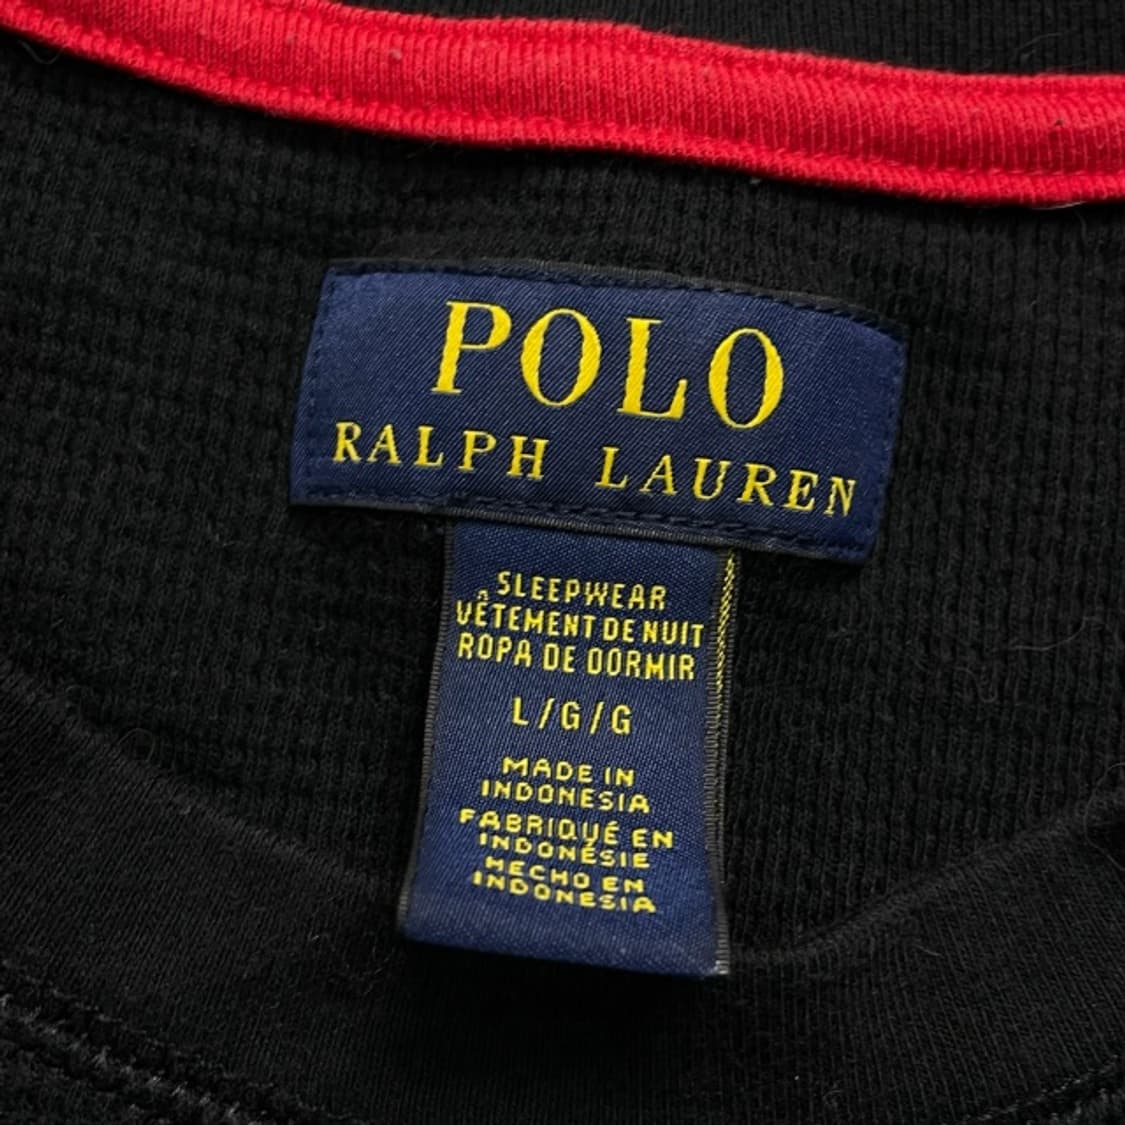 POLO
RALPH LAUREN
SLEEPWEAR
VÊTEMENT DE NUIT
ROPA DE DORMIR
L/G/G
MADE IN
INDONESIA
FABRIQUÉ EN
INDONÉSIE
HECHO EN
INDONESIA